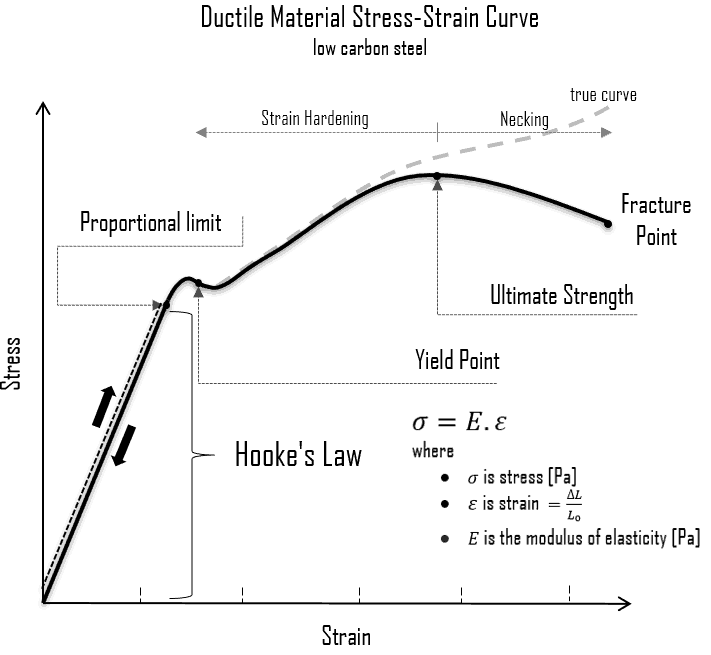 Ductile Material Stress-Strain Curve
low carbon steel
true curve
Strain Hardening
Necking
Proportional limit
Fracture
Point
Ultimate Strength
Yield Point
Stress
Hooke's Law
σ = E.ε
where
• σ is stress [Pa]
• ε is strain = ΔL/L₀
• E is the modulus of elasticity [Pa]
Strain